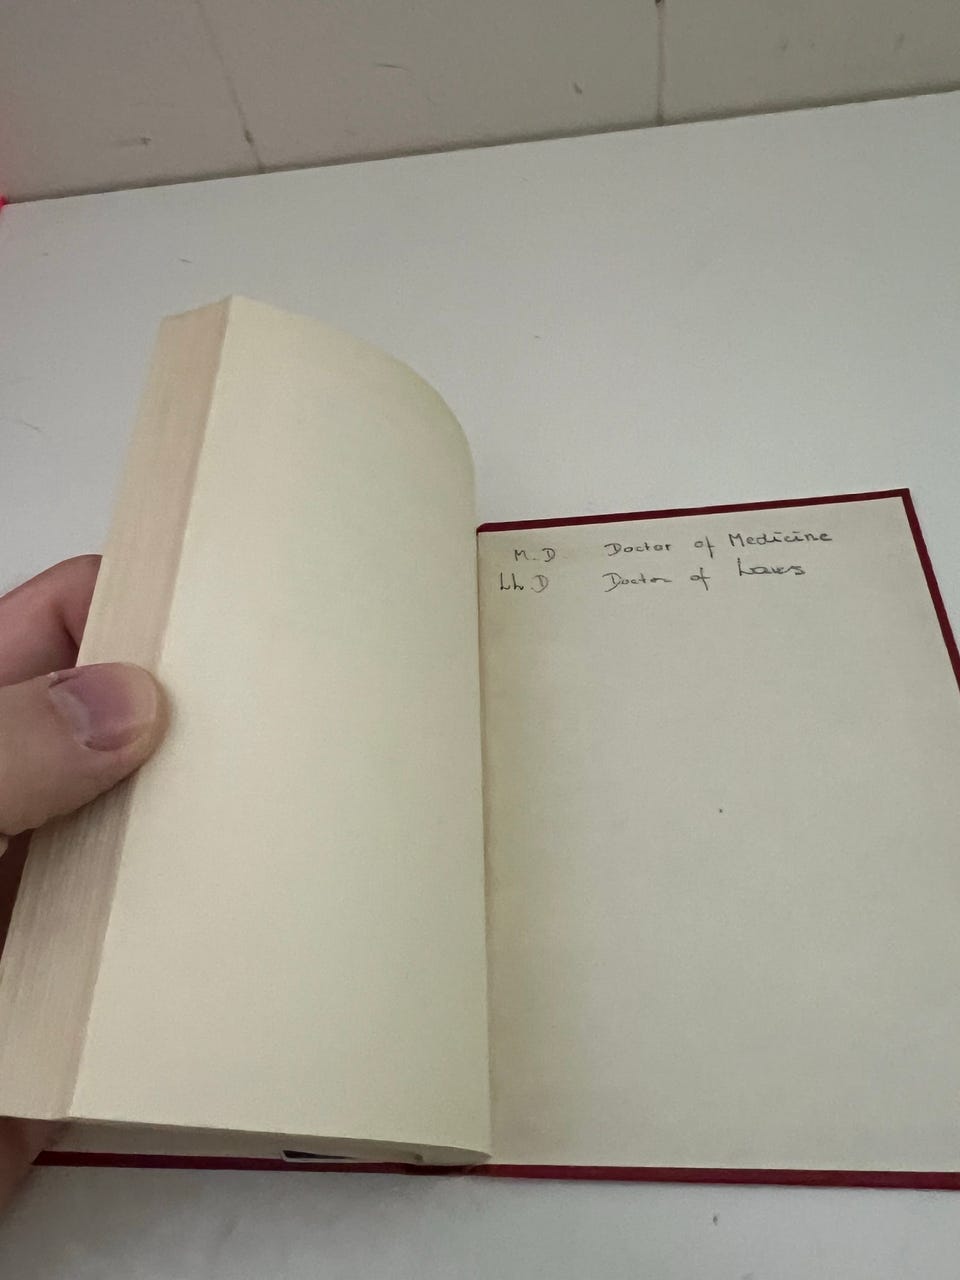 M.D Doctor of Medicine
LL.D Doctor of Laws